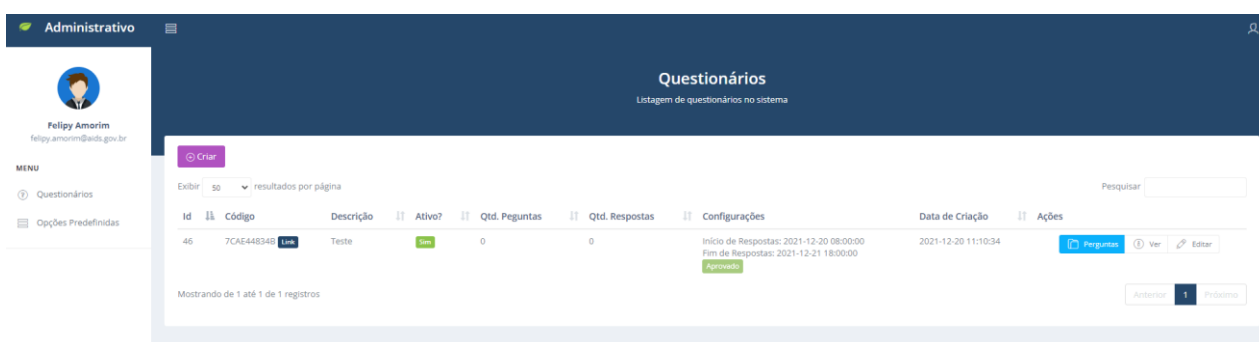 Administrativo
Questionários
Listagem de questionários no sistema
Felipy Amorim
felipy.amorim@aids.gov.br
MENU
Questionários
Opções Predefinidas
Criar
Exibir 50 resultados por página
Pesquisar
Id Código Descrição Ativo? Qtd. Peguntas Qtd. Respostas Configurações Data de Criação Ações
46 7CAE44834B Link Teste Sim 0 0 Início de Respostas: 2021-12-20 08:00:00 2021-12-20 11:10:34 Perguntas Ver Editar
Fim de Respostas: 2021-12-21 18:00:00
Aprovado
Mostrando de 1 até 1 de 1 registros
Anterior 1 Próximo